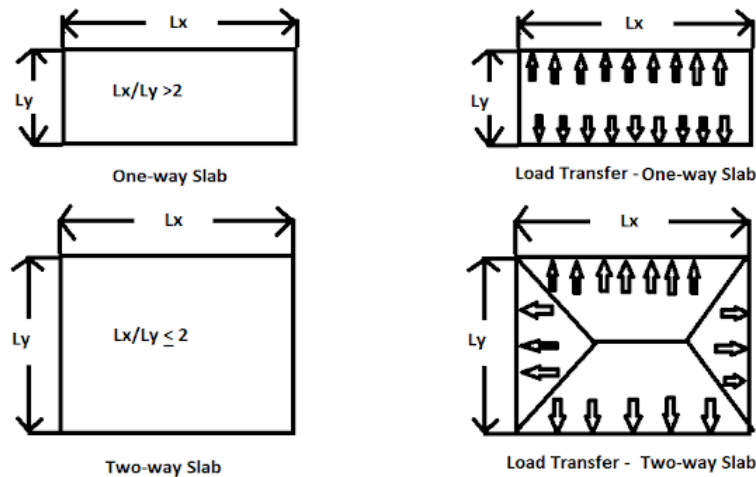 Lx
Ly
Lx/Ly >2
One-way Slab
Lx
Ly
Load Transfer - One-way Slab
Lx
Ly
Lx/Ly ≤ 2
Two-way Slab
Lx
Ly
Load Transfer - Two-way Slab